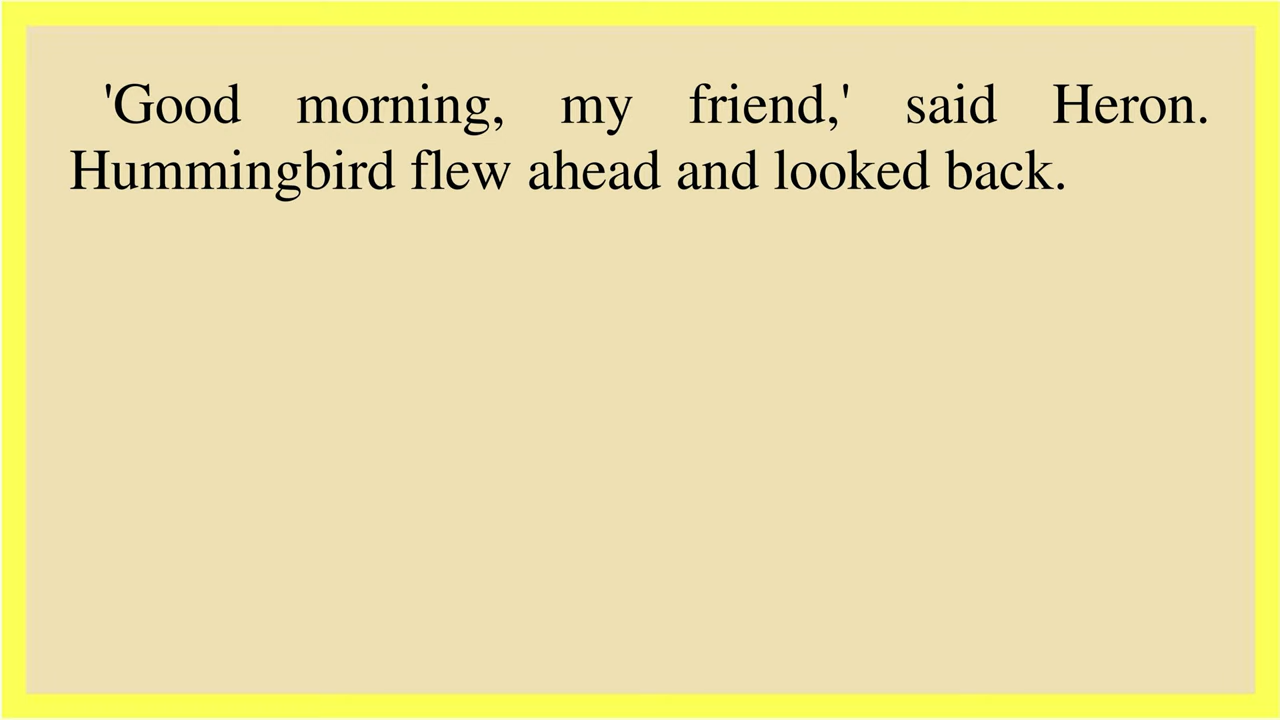 'Good morning, my friend,' said Heron.
Hummingbird flew ahead and looked back.